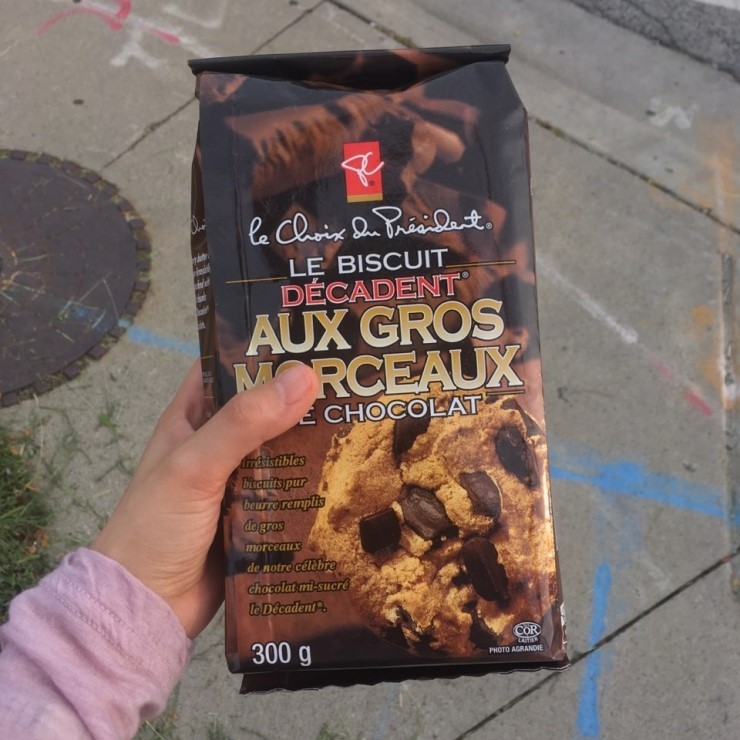 PC
le Choix du Président®
LE BISCUIT
DÉCADENT®
AUX GROS
MORCEAUX
E CHOCOLAT
Irrésistibles
biscuits pur
beurre remplis
de gros
morceaux
de notre célèbre
chocolat mi-sucré
le Décadent®.
300 g
COR
LAITIER
PHOTO AGRANDIE